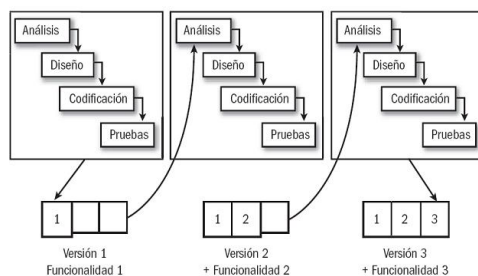 Análisis
Diseño
Codificación
Pruebas
Análisis
Diseño
Codificación
Pruebas
Análisis
Diseño
Codificación
Pruebas
1
1 2
1 2 3
Versión 1
Funcionalidad 1
Versión 2
+ Funcionalidad 2
Versión 3
+ Funcionalidad 3